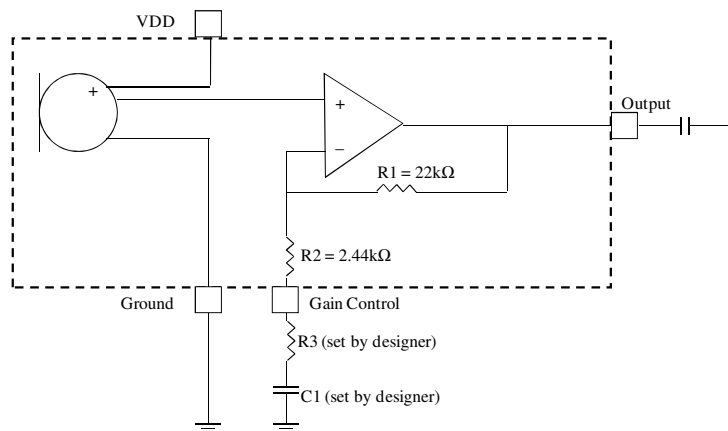 VDD
Output
+
+
–
R1 = 22kΩ
R2 = 2.44kΩ
Ground
Gain Control
R3 (set by designer)
C1 (set by designer)